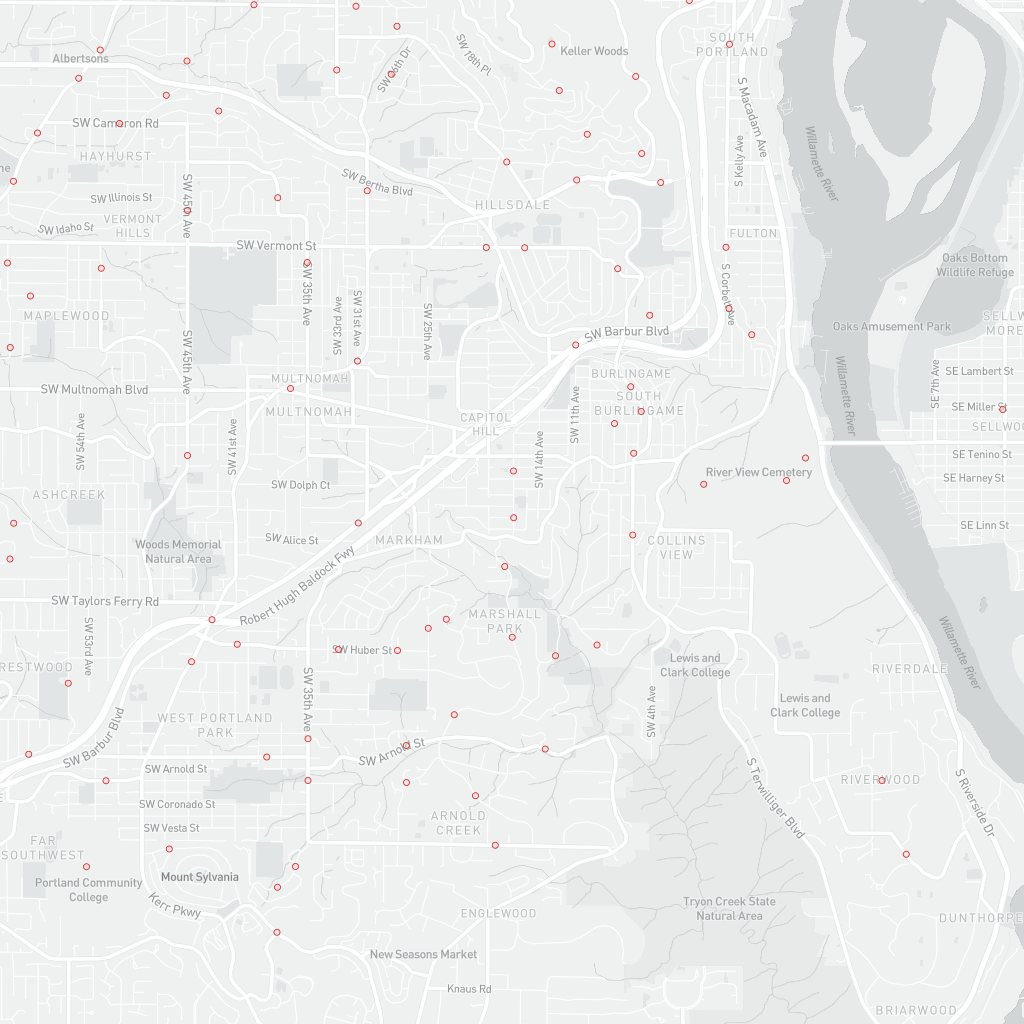 SOUTH
PORTLAND
Keller Woods
Albertsons
SW 18th Pl
SW 26th Dr
S Macadam Ave
SW Cameron Rd
HAYHURST
S Kelly Ave
Willamette River
SW Bertha Blvd
SW Illinois St
SW 45th Ave
HILLSDALE
VERMONT
HILLS
SW Idaho St
SW Vermont St
FULTON
Oaks Bottom
Wildlife Refuge
SW 35th Ave
S Corbett Ave
MAPLEWOOD
SW 33rd Ave
SW 31st Ave
SW 25th Ave
SW Barbur Blvd
Oaks Amusement Park
SW 45th Ave
Willamette River
SE 7th Ave
SE Lambert St
MULTNOMAH
BURLINGAME
SW Multnomah Blvd
SOUTH
BURLINGAME
SE Miller St
MULTNOMAH
CAPITOL
HILL
SW 11th Ave
SW 54th Ave
SW 41st Ave
SW 14th Ave
SE Tenino St
River View Cemetery
SE Harney St
SW Dolph Ct
ASHCREEK
SE Linn St
SW Alice St
MARKHAM
COLLINS
VIEW
Woods Memorial
Natural Area
Robert Hugh Baldock Fwy
SW Taylors Ferry Rd
MARSHALL
PARK
SW 53rd Ave
Willamette River
SW Huber St
Lewis and
Clark College
RIVERDALE
SW 35th Ave
SW 4th Ave
Lewis and
Clark College
WEST PORTLAND
PARK
SW Barbur Blvd
SW Arnold St
SW Arnold St
S Terwilliger Blvd
RIVERWOOD
S Riverside Dr
SW Coronado St
ARNOLD
CREEK
SW Vesta St
FAR
SOUTHWEST
Mount Sylvania
Portland Community
College
Kerr Pkwy
Tryon Creek State
Natural Area
ENGLEWOOD
New Seasons Market
Knaus Rd
BRIARWOOD